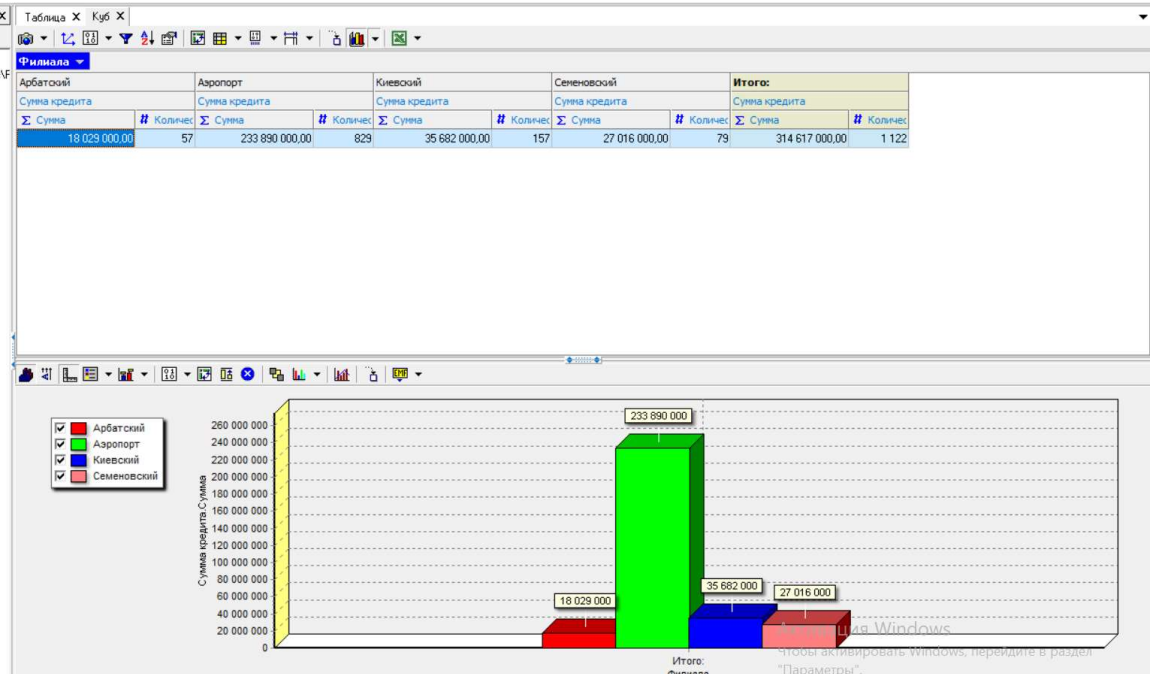 Таблица X Куб X
Филиала
Арбатский Аэропорт Киевский Семеновский Итого:
Сумма кредита Сумма кредита Сумма кредита Сумма кредита Сумма кредита
Σ Сумма # Количес Σ Сумма # Количес Σ Сумма # Количес Σ Сумма # Количес Σ Сумма # Количес
18 029 000,00 57 233 890 000,00 829 35 682 000,00 157 27 016 000,00 79 314 617 000,00 1 122
Арбатский
Аэропорт
Киевский
Семеновский
Сумма кредита.Сумма
260 000 000
240 000 000
220 000 000
200 000 000
180 000 000
160 000 000
140 000 000
120 000 000
100 000 000
80 000 000
60 000 000
40 000 000
20 000 000
0
233 890 000
18 029 000
35 682 000
27 016 000
Итого:
Филиала
Активация Windows
Чтобы активировать Windows, перейдите в раздел
"Параметры".